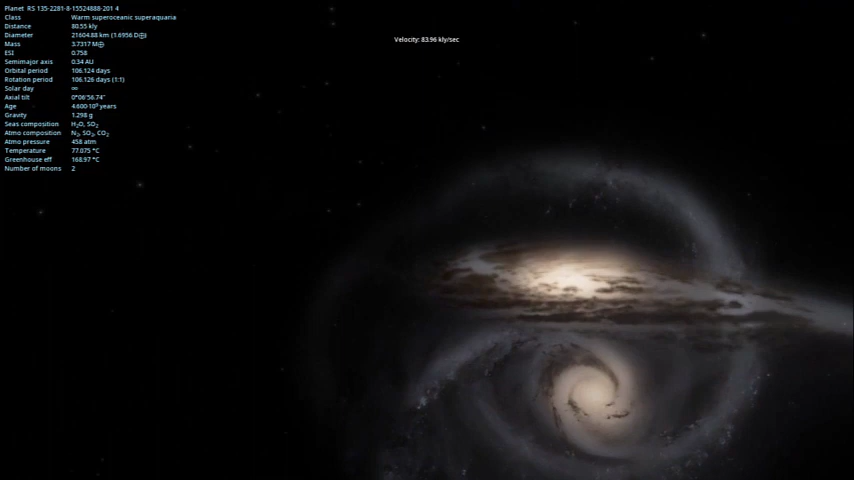 Planet RS 135-2281-8-15524888-201 4
Class Warm superoceanic superaquaria
Distance 80.55 kly
Diameter 21604.88 km (1.6956 D⊕)
Mass 3.7317 M⊕
ESI 0.758
Semimajor axis 0.34 AU
Orbital period 106.124 days
Rotation period 106.126 days (1:1)
Solar day ∞
Axial tilt 0°06'56.74"
Age 4.600·10⁹ years
Gravity 1.298 g
Seas composition H₂O, SO₂
Atmo composition N₂, SO₂, CO₂
Atmo pressure 458 atm
Temperature 77.075 °C
Greenhouse eff 168.97 °C
Number of moons 2
Velocity: 83.96 kly/sec